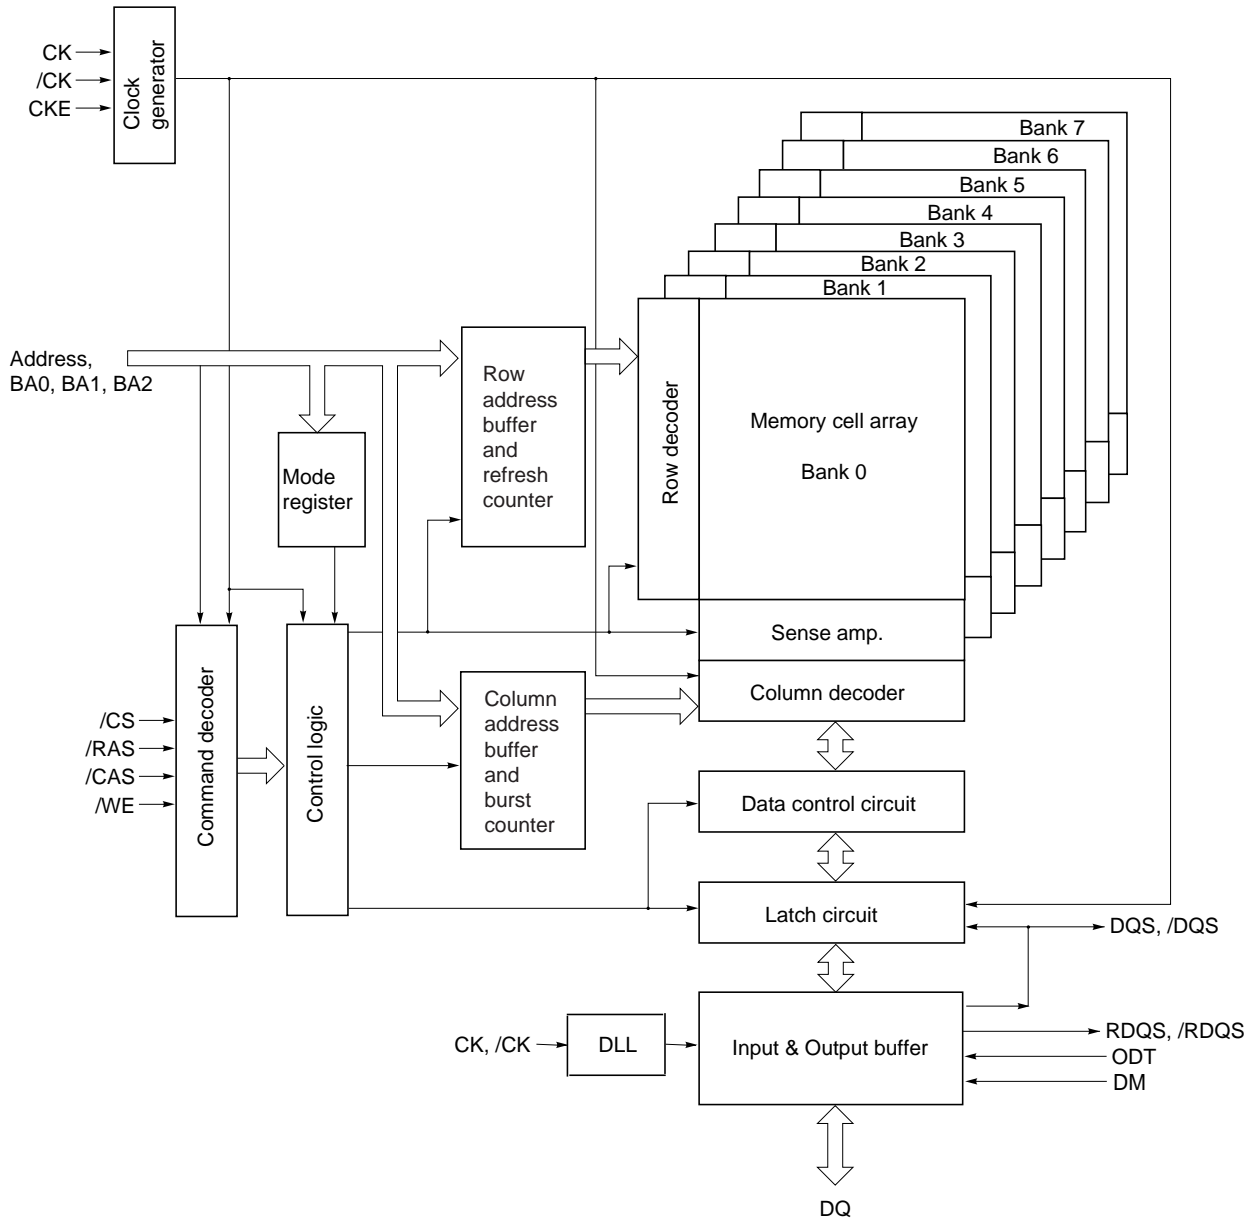 CK
/CK
CKE
Clock
generator
Bank 7
Bank 6
Bank 5
Bank 4
Bank 3
Bank 2
Bank 1
Address,
BA0, BA1, BA2
Mode
register
Row
address
buffer
and
refresh
counter
Row decoder
Memory cell array
Bank 0
Sense amp.
Column decoder
/CS
/RAS
/CAS
/WE
Command decoder
Control logic
Column
address
buffer
and
burst
counter
Data control circuit
Latch circuit
DQS, /DQS
CK, /CK
DLL
Input & Output buffer
RDQS, /RDQS
ODT
DM
DQ